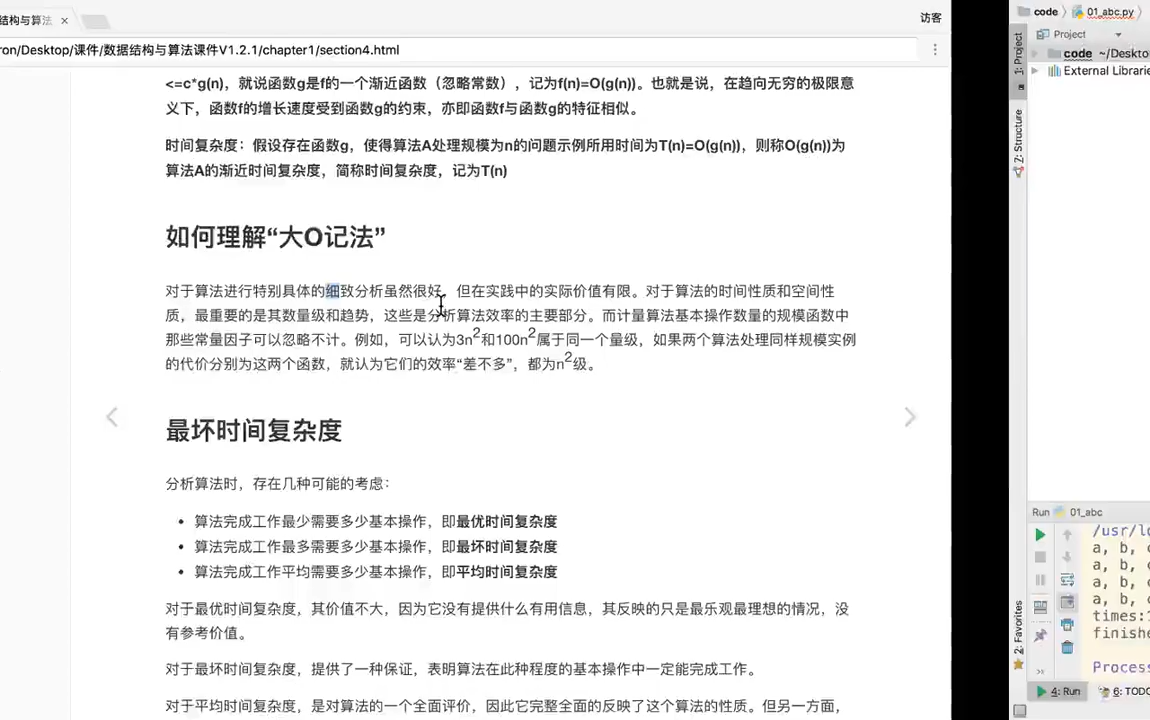 结构与算法
访客
ron/Desktop/课件/数据结构与算法课件V1.2.1/chapter1/section4.html
<=c*g(n)，就说函数g是f的一个渐近函数（忽略常数），记为f(n)=O(g(n))。也就是说，在趋向无穷的极限意
义下，函数f的增长速度受到函数g的约束，亦即函数f与函数g的特征相似。
时间复杂度：假设存在函数g，使得算法A处理规模为n的问题示例所用时间为T(n)=O(g(n))，则称O(g(n))为
算法A的渐近时间复杂度，简称时间复杂度，记为T(n)
如何理解“大O记法”
对于算法进行特别具体的细致分析虽然很好，但在实践中的实际价值有限。对于算法的时间性质和空间性
质，最重要的是其数量级和趋势，这些是分析算法效率的主要部分。而计量算法基本操作数量的规模函数中
那些常量因子可以忽略不计。例如，可以认为3n²和100n²属于同一个量级，如果两个算法处理同样规模实例
的代价分别为这两个函数，就认为它们的效率“差不多”，都为n²级。
最坏时间复杂度
分析算法时，存在几种可能的考虑：
• 算法完成工作最少需要多少基本操作，即最优时间复杂度
• 算法完成工作最多需要多少基本操作，即最坏时间复杂度
• 算法完成工作平均需要多少基本操作，即平均时间复杂度
对于最优时间复杂度，其价值不大，因为它没有提供什么有用信息，其反映的只是最乐观最理想的情况，没
有参考价值。
对于最坏时间复杂度，提供了一种保证，表明算法在此种程度的基本操作中一定能完成工作。
对于平均时间复杂度，是对算法的一个全面评价，因此它完整全面的反映了这个算法的性质。但另一方面，
code 01_abc.py
Project
code ~/Deskto
External Librarie
1: Project
Z: Structure
2: Favorites
Run 01_abc
/usr/lo
a, b, c
a, b, c
a, b, c
a, b, c
times:1
finishe
Process
4: Run 6: TODO